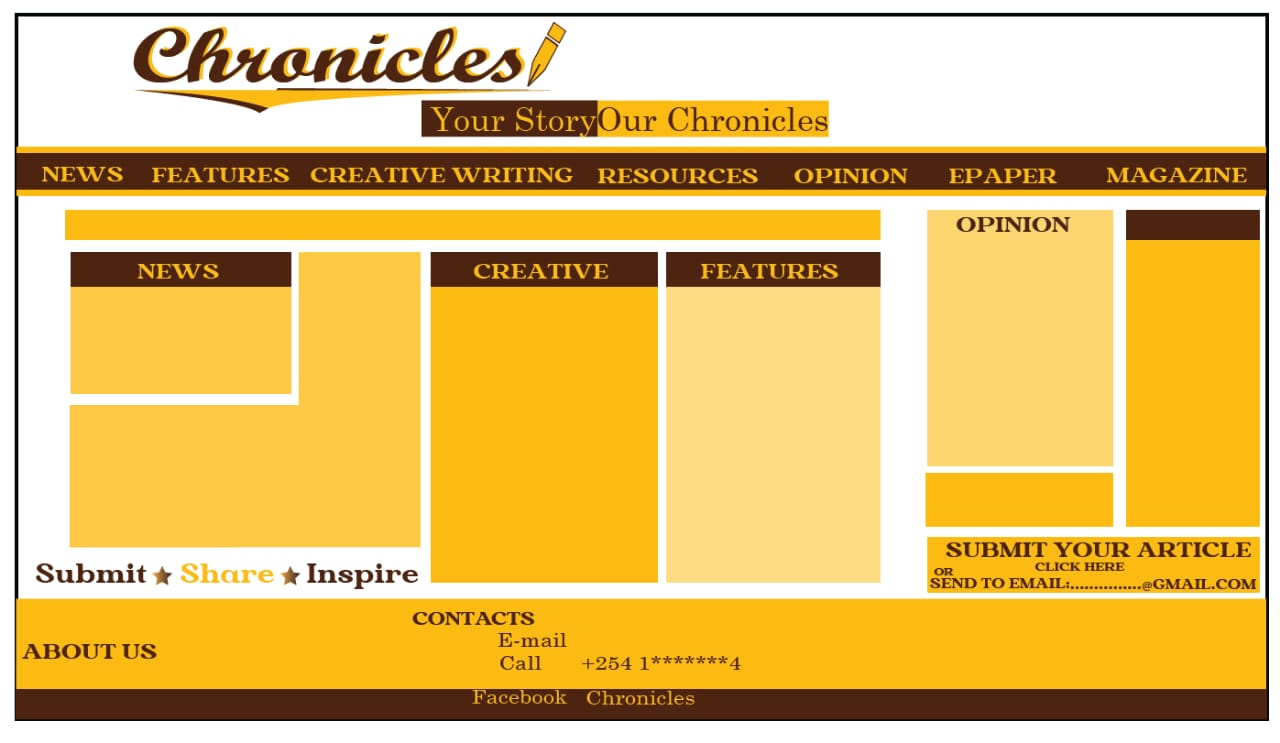 Chronicles
Your Story Our Chronicles
NEWS FEATURES CREATIVE WRITING RESOURCES OPINION EPAPER MAGAZINE
NEWS
CREATIVE
FEATURES
OPINION
Submit Share Inspire
SUBMIT YOUR ARTICLE
CLICK HERE
OR
SEND TO EMAIL:...............@GMAIL.COM
ABOUT US
CONTACTS
E-mail
Call +254 1*******4
Facebook Chronicles